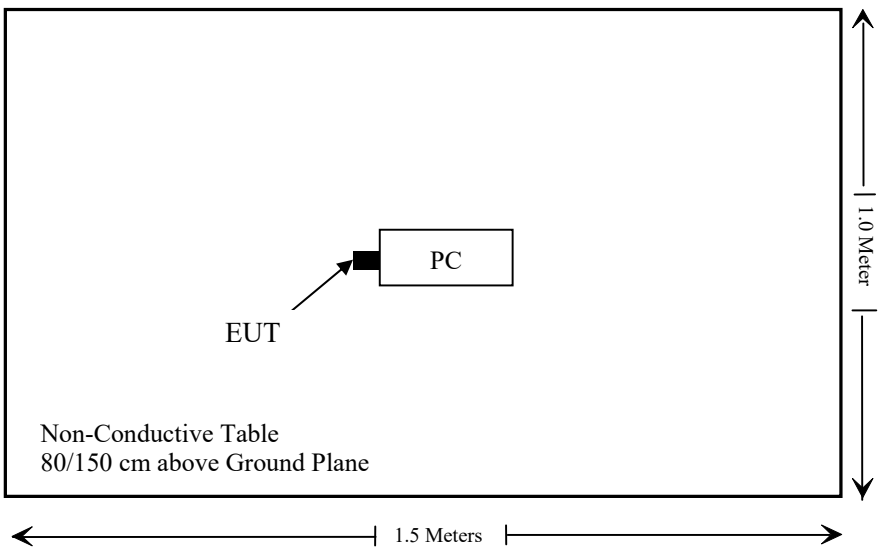 PC
EUT
1.0 Meter
Non-Conductive Table
80/150 cm above Ground Plane
1.5 Meters